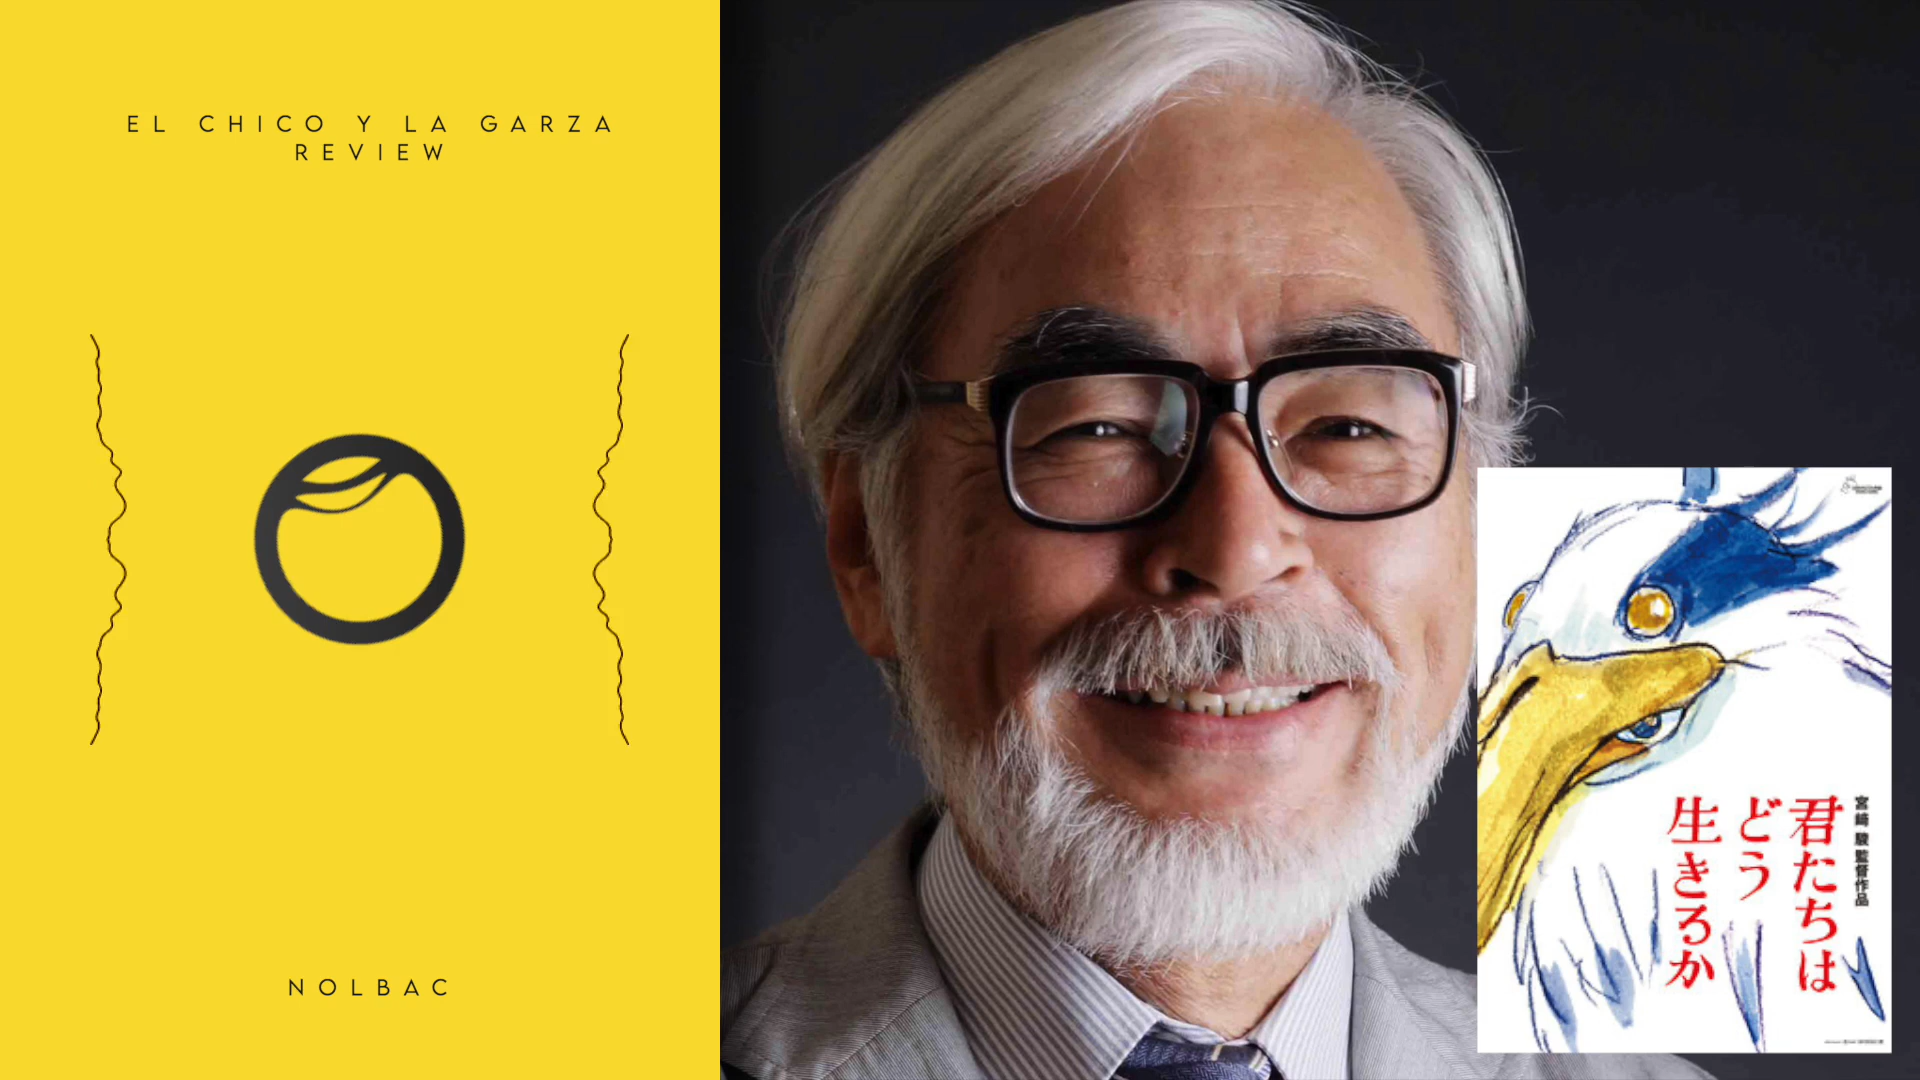 EL CHICO Y LA GARZA
REVIEW
NOLBAC
宮﨑 駿 監督作品
君たちは
どう
生きるか